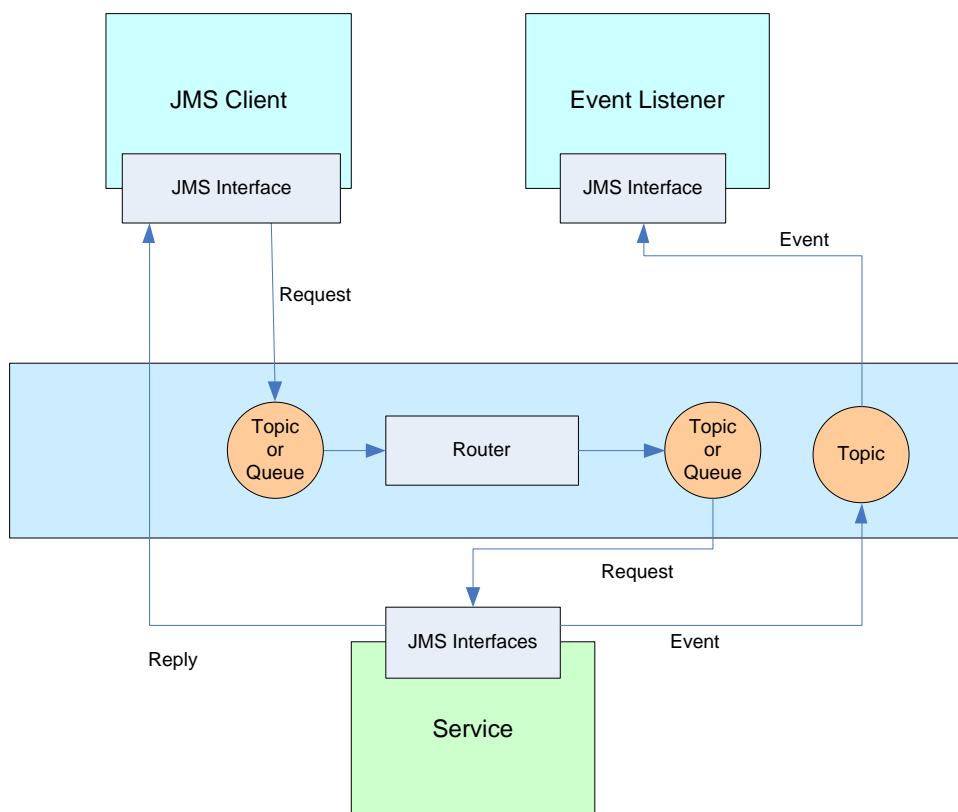 JMS Client
Event Listener
JMS Interface
JMS Interface
Event
Request
Topic
or
Queue
Router
Topic
or
Queue
Topic
Request
JMS Interfaces
Event
Reply
Service